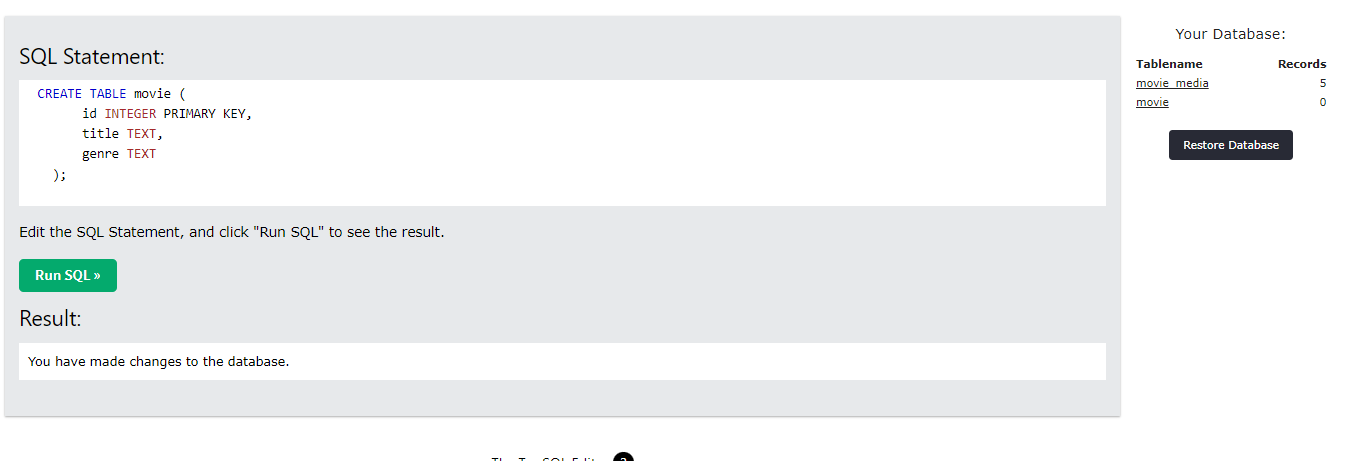 SQL Statement:
CREATE TABLE movie (
id INTEGER PRIMARY KEY,
title TEXT,
genre TEXT
);
Edit the SQL Statement, and click "Run SQL" to see the result.
Run SQL »
Result:
You have made changes to the database.
Your Database:
Tablename Records
movie_media 5
movie 0
Restore Database